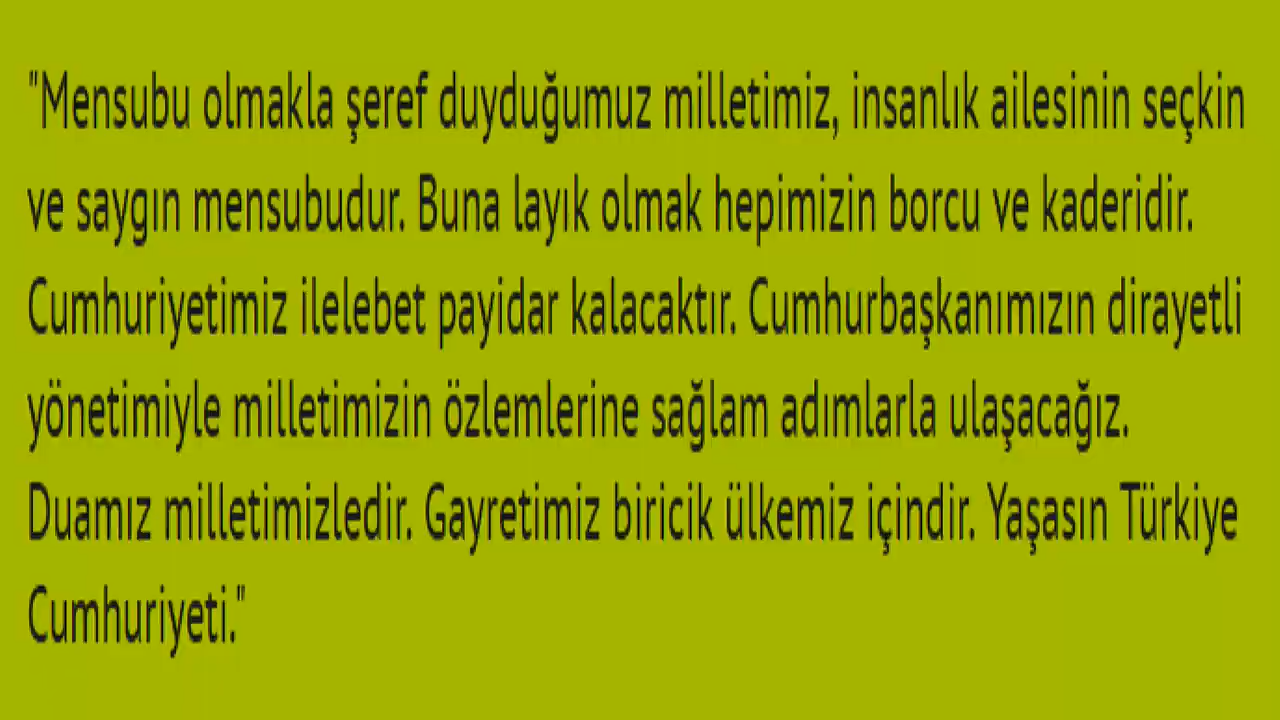 "Mensubu olmakla şeref duyduğumuz milletimiz, insanlık ailesinin seçkin
ve saygın mensubudur. Buna layık olmak hepimizin borcu ve kaderidir.
Cumhuriyetimiz ilelebet payidar kalacaktır. Cumhurbaşkanımızın dirayetli
yönetimiyle milletimizin özlemlerine sağlam adımlarla ulaşacağız.
Duamız milletimizledir. Gayretimiz biricik ülkemiz içindir. Yaşasın Türkiye
Cumhuriyeti."